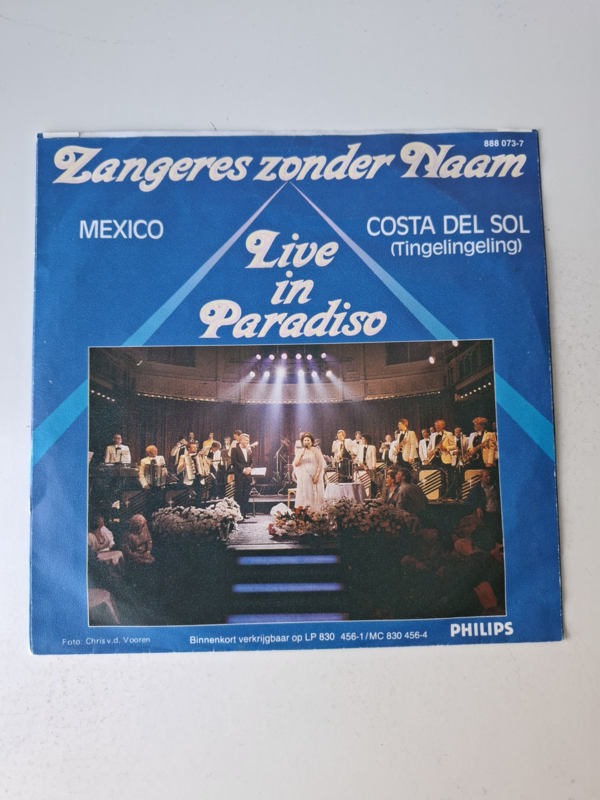 888 073-7
Zangeres zonder Naam
MEXICO
COSTA DEL SOL
(Tingelingeling)
Live
in
Paradiso
Foto: Chris v.d. Vooren
Binnenkort verkrijgbaar op LP 830 456-1/MC 830 456-4
PHILIPS